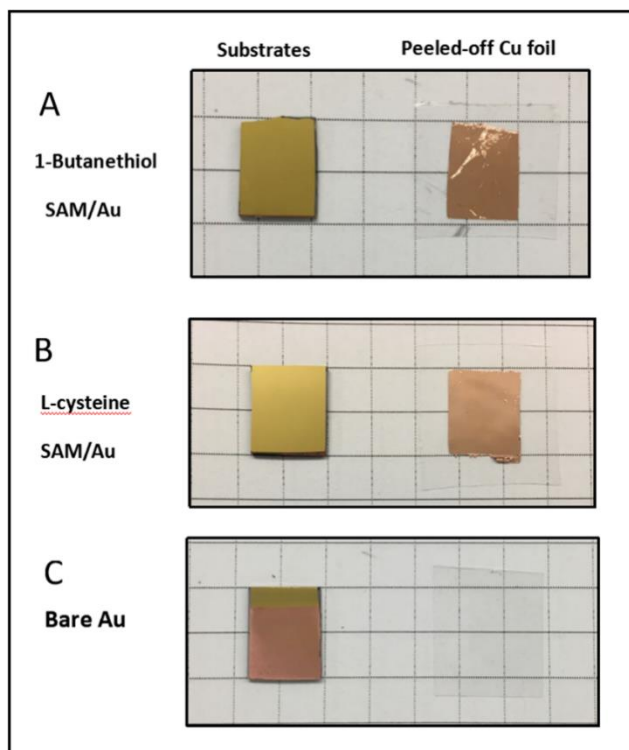 Substrates Peeled-off Cu foil
A
1-Butanethiol
SAM/Au
B
L-cysteine
SAM/Au
C
Bare Au